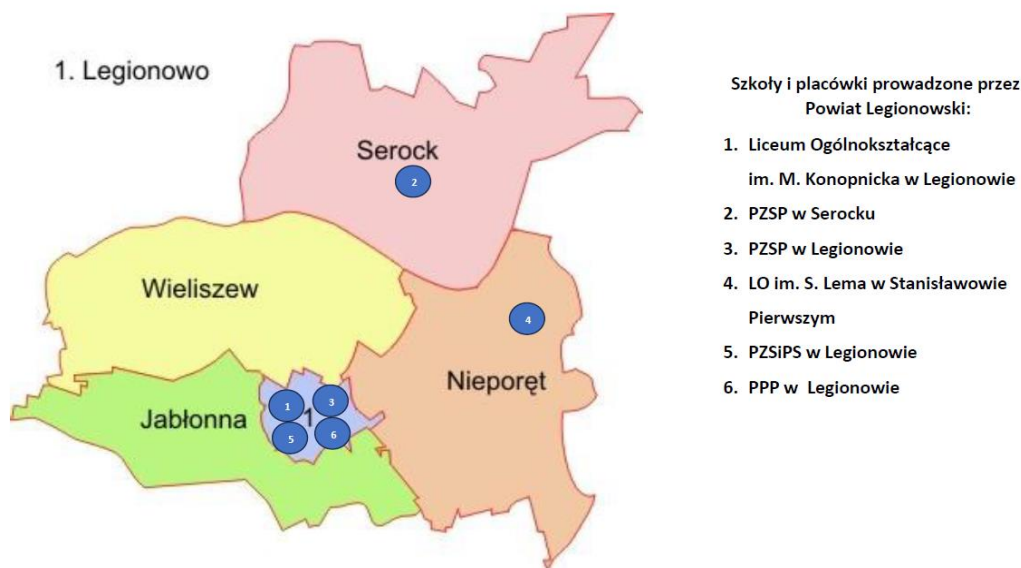 1. Legionowo
Serock
2
Wieliszew
4
Nieporęt
Jabłonna
1
1
3
5
6
Szkoły i placówki prowadzone przez
Powiat Legionowski:
1. Liceum Ogólnokształcące
im. M. Konopnicka w Legionowie
2. PZSP w Serocku
3. PZSP w Legionowie
4. LO im. S. Lema w Stanisławowie
Pierwszym
5. PZSiPS w Legionowie
6. PPP w Legionowie